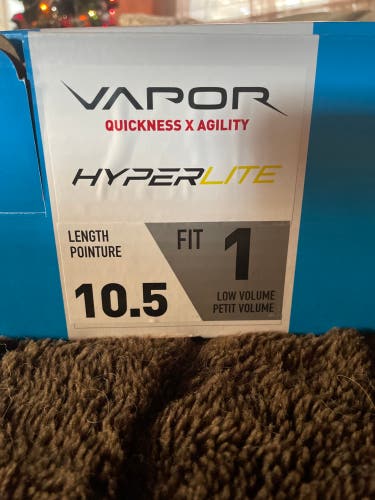 VAPOR
QUICKNESS X AGILITY
HYPERLITE
LENGTH
POINTURE
10.5
FIT 1
LOW VOLUME
PETIT VOLUME